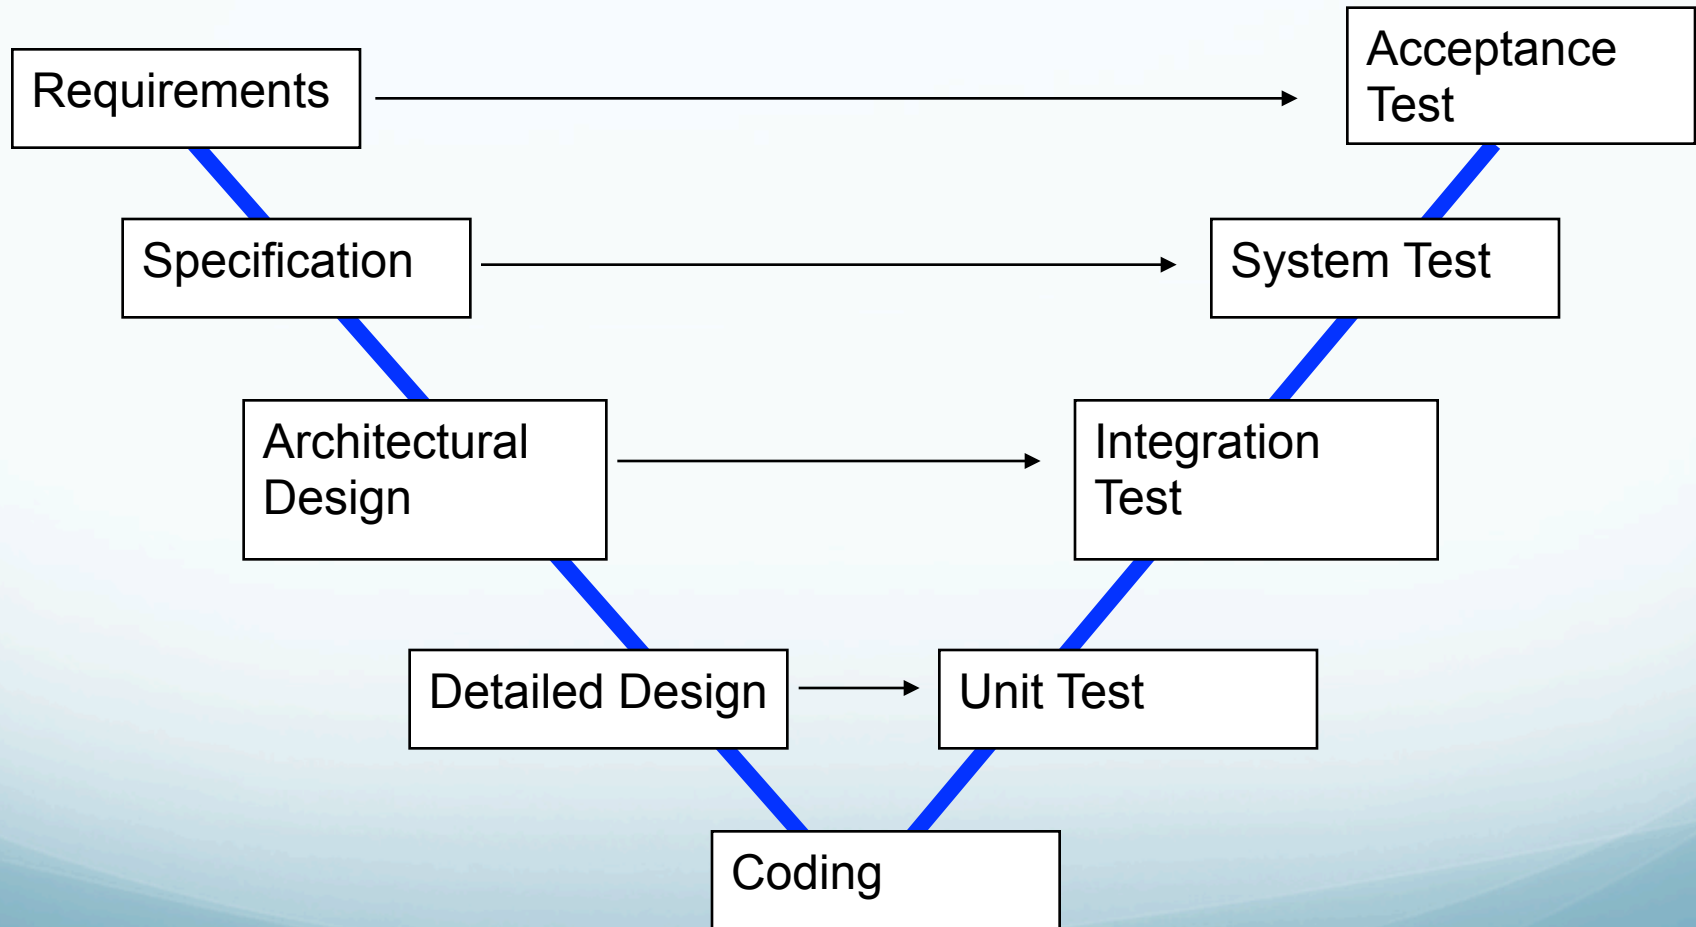 Requirements
Acceptance
Test
Specification
System Test
Architectural
Design
Integration
Test
Detailed Design
Unit Test
Coding